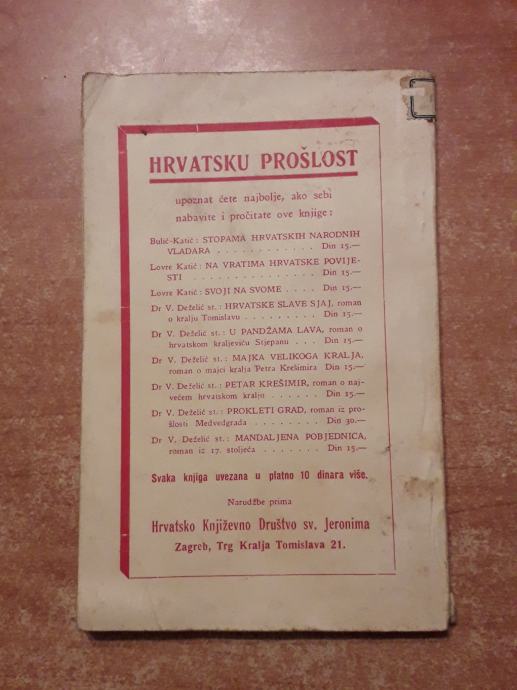 HRVATSKU PROŠLOST
upoznat ćete najbolje, ako sebi
nabavite i pročitate ove knjige:
Bulić-Katić: STOPAMA HRVATSKIH NARODNIH
VLADARA . . . . . . . . . . . . Din 15.—
Lovre Katić: NA VRATIMA HRVATSKE POVIJE-
STI . . . . . . . . . . . . . . . Din 15.—
Lovre Katić: SVOJI NA SVOME . . . . Din 15.—
Dr V. Deželić st.: HRVATSKE SLAVE SJAJ, roman
o kralju Tomislavu . . . . . . . . . Din 15.—
Dr V. Deželić st.: U PANDŽAMA LAVA, roman o
hrvatskom kraljeviću Stjepanu . . . Din 15.—
Dr V. Deželić st.: MAJKA VELIKOGA KRALJA,
roman o majci kralja Petra Krešimira Din 15.—
Dr V. Deželić st.: PETAR KREŠIMIR, roman o naj-
većem hrvatskom kralju . . . . . . Din 15.—
Dr V. Deželić st.: PROKLETI GRAD, roman iz pro-
šlosti Medvedgrada . . . . . . . . Din 30.—
Dr V. Deželić st.: MANDALJENA POBJEDNICA,
roman iz 17. stoljeća . . . . . . . Din 15.—
Svaka knjiga uvezana u platno 10 dinara više.
Narudžbe prima
Hrvatsko Književno Društvo sv. Jeronima
Zagreb, Trg Kralja Tomislava 21.